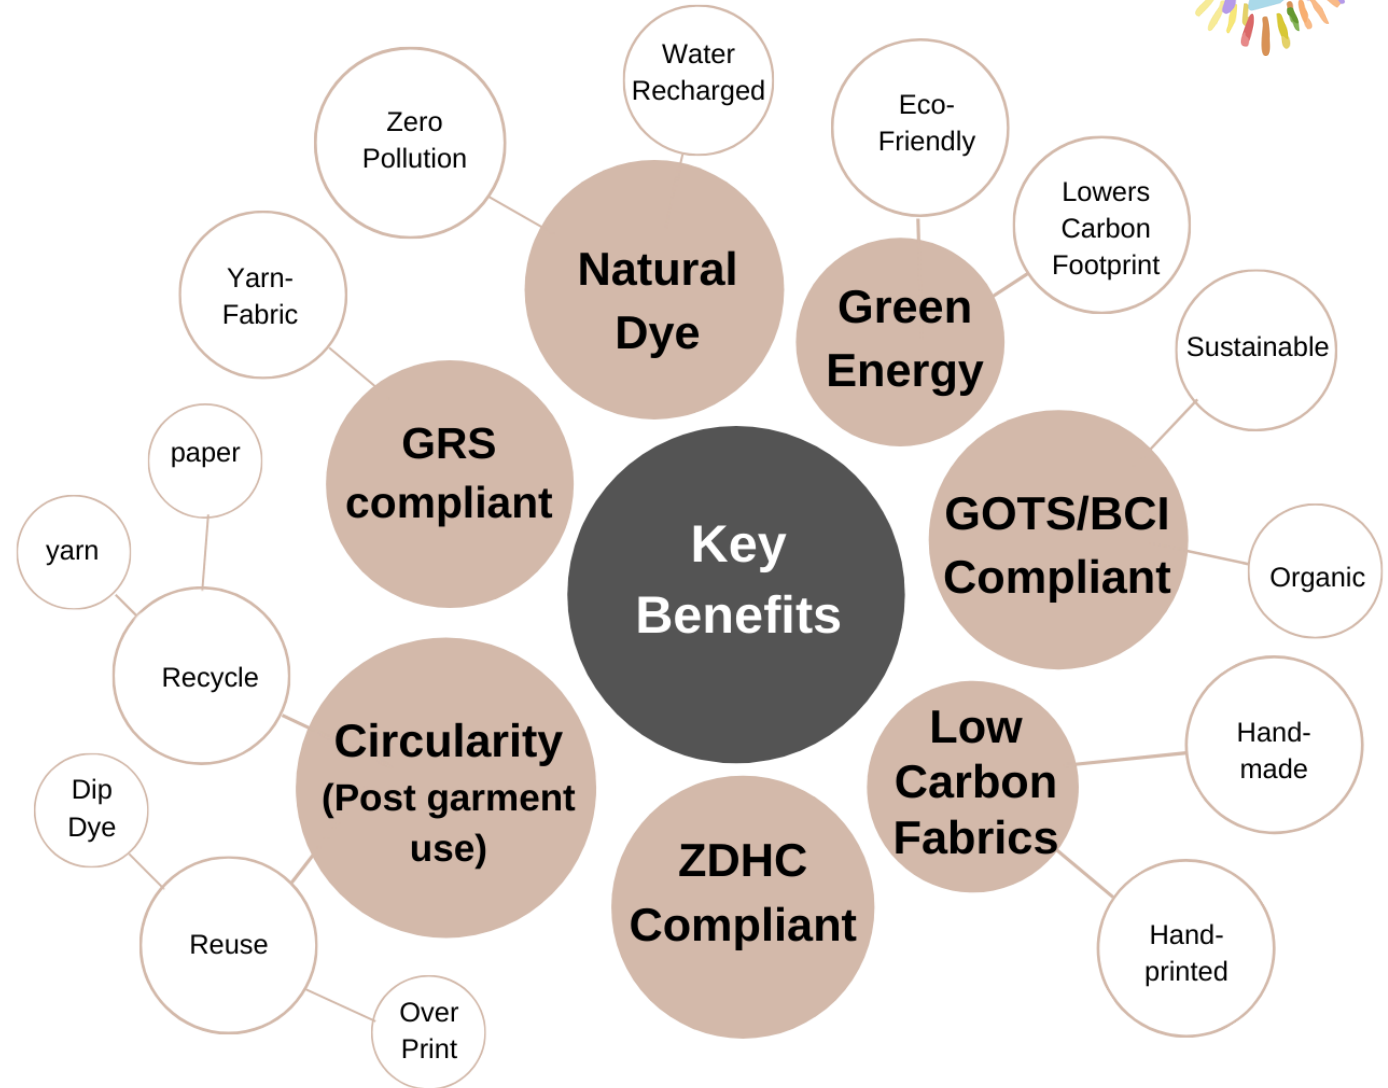 Water
Recharged
Zero
Pollution
Eco-
Friendly
Lowers
Carbon
Footprint
Yarn-
Fabric
Natural
Dye
Green
Energy
Sustainable
GRS
compliant
paper
yarn
GOTS/BCI
Compliant
Key
Benefits
Organic
Recycle
Circularity
(Post garment
use)
Low
Carbon
Fabrics
Hand-
made
Dip
Dye
ZDHC
Compliant
Reuse
Hand-
printed
Over
Print